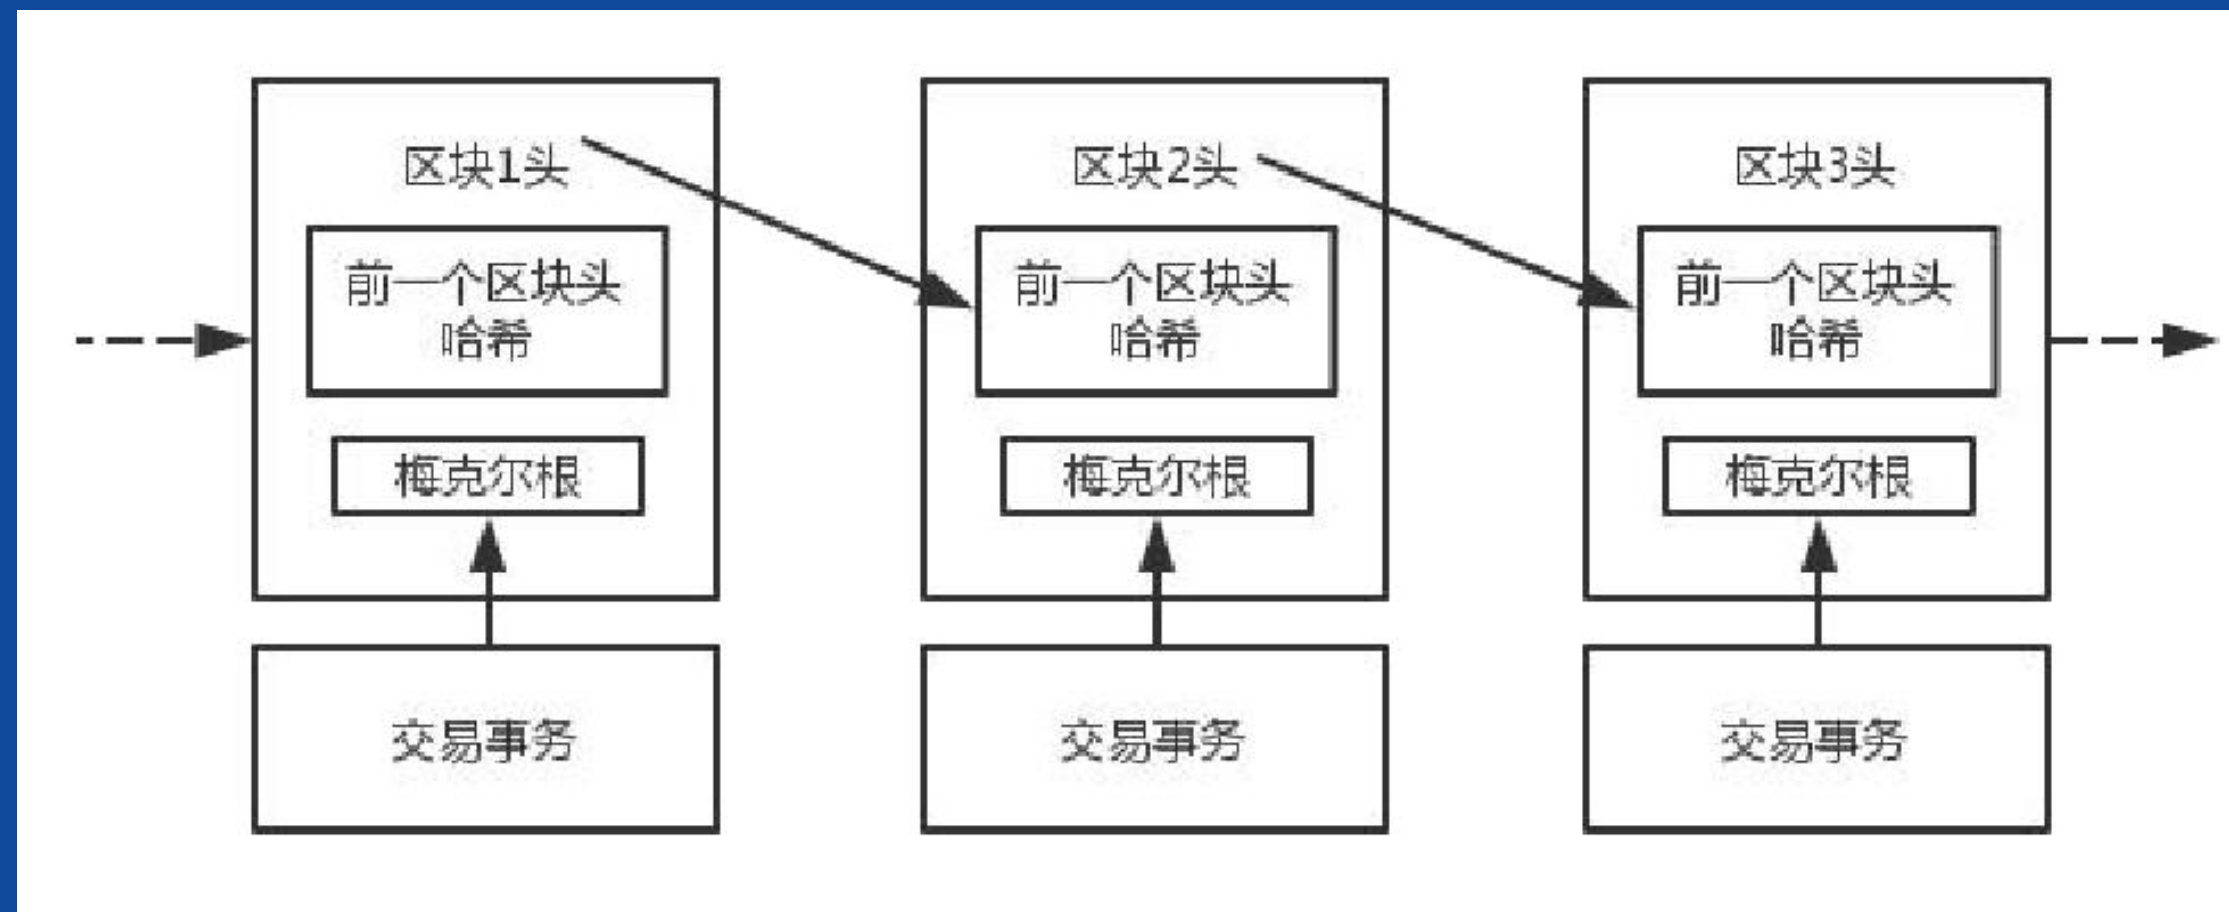 区块1头
前一个区块头
哈希
梅克尔根
交易事务
区块2头
前一个区块头
哈希
梅克尔根
交易事务
区块3头
前一个区块头
哈希
梅克尔根
交易事务